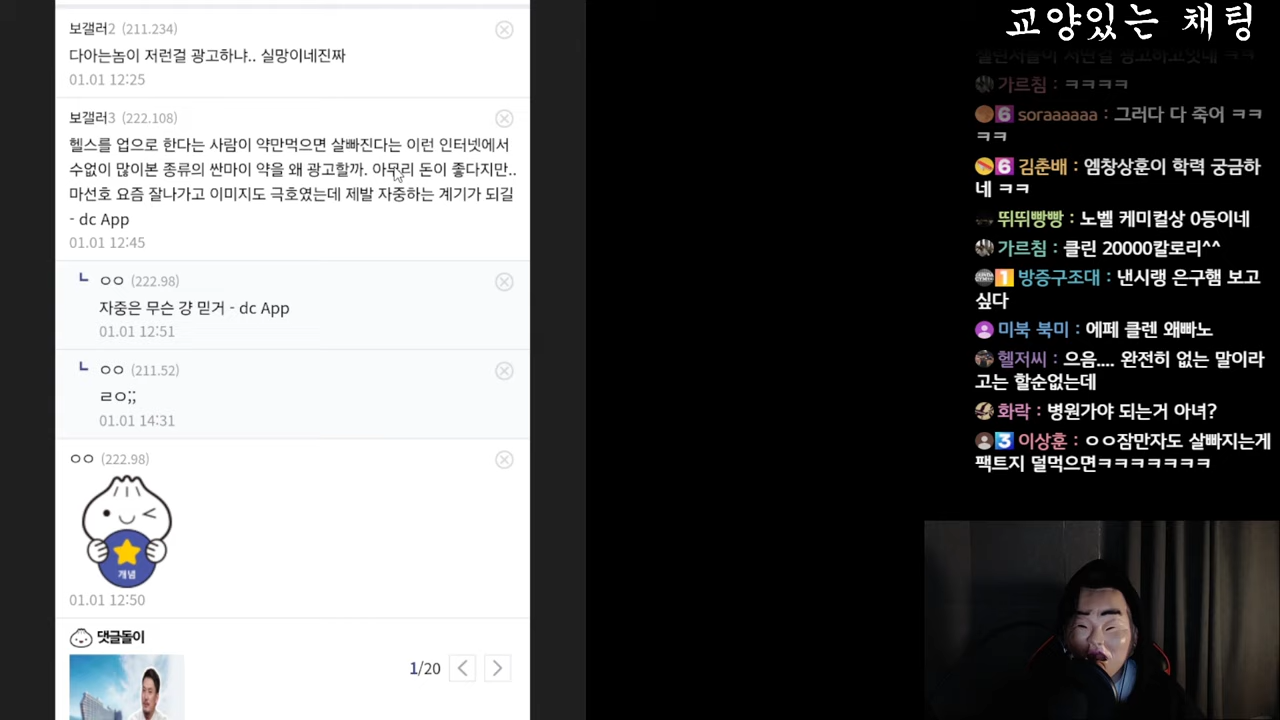 보갤러2 (211.234)
다아는놈이 저런걸 광고하냐.. 실망이네진짜
01.01 12:25
보갤러3 (222.108)
헬스를 업으로 한다는 사람이 약만먹으면 살빠진다는 이런 인터넷에서
수없이 많이본 종류의 싼마이 약을 왜 광고할까. 아무리 돈이 좋다지만..
마선호 요즘 잘나가고 이미지도 극호였는데 제발 자중하는 계기가 되길
- dc App
01.01 12:45
ㅇㅇ (222.98)
자중은 무슨 걍 믿거 - dc App
01.01 12:51
ㅇㅇ (211.52)
ㄹㅇ;;
01.01 14:31
ㅇㅇ (222.98)
개념
01.01 12:50
댓글돌이
1/20
교양있는 채팅
가르침 : ㅋㅋㅋㅋ
6 soraaaaaa : 그러다 다 죽어 ㅋㅋ
ㅋㅋ
6 김춘배 : 엠창상훈이 학력 궁금하
네 ㅋㅋ
뛰뛰빵빵 : 노벨 케미컬상 0등이네
가르침 : 클린 20000칼로리^^
1 방증구조대 : 낸시랭 은구햄 보고
싶다
미북 북미 : 에페 클렌 왜빠노
헬저씨 : 으음.... 완전히 없는 말이라
고는 할순없는데
화락 : 병원가야 되는거 아녀?
3 이상훈 : ㅇㅇ잠만자도 살빠지는게
팩트지 덜먹으면ㅋㅋㅋㅋㅋㅋㅋ